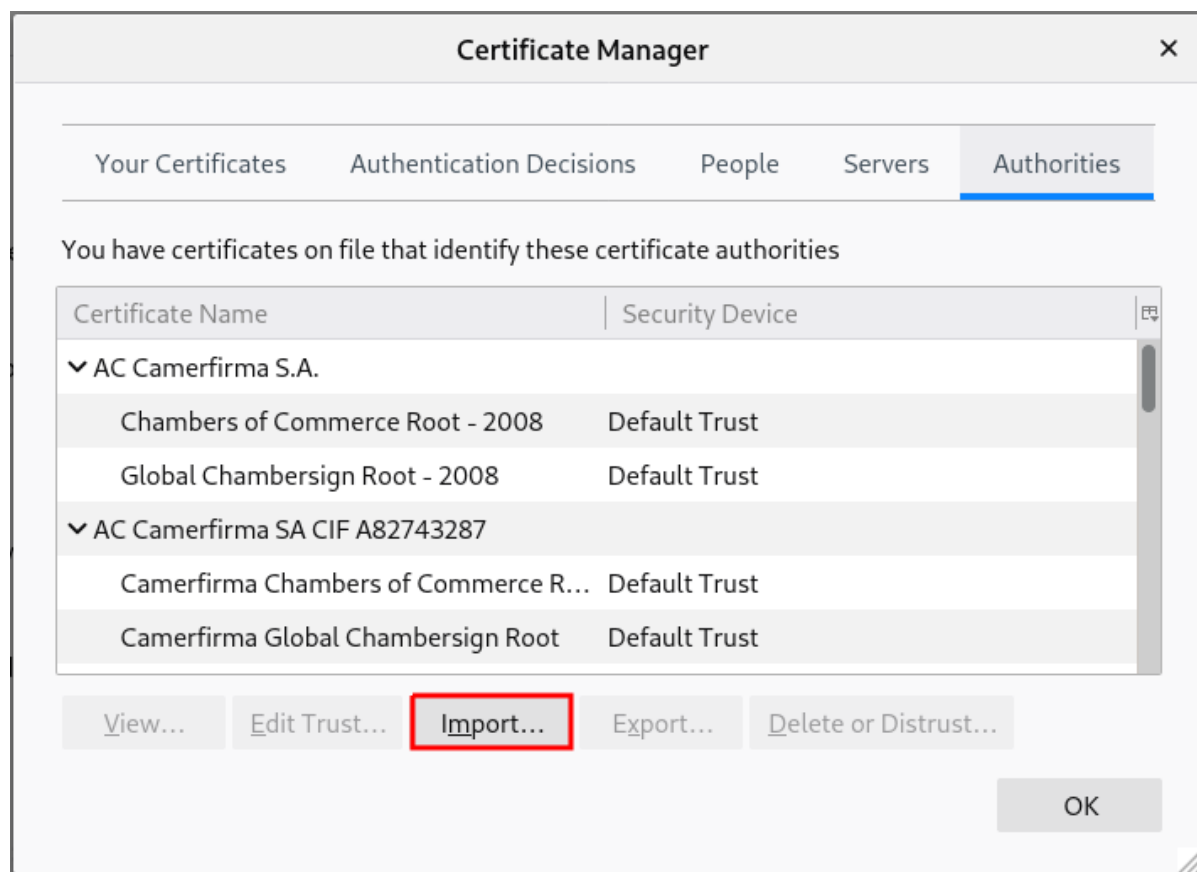 Certificate Manager
Your Certificates Authentication Decisions People Servers Authorities
You have certificates on file that identify these certificate authorities
Certificate Name Security Device
AC Camerfirma S.A.
Chambers of Commerce Root - 2008 Default Trust
Global Chambersign Root - 2008 Default Trust
AC Camerfirma SA CIF A82743287
Camerfirma Chambers of Commerce R... Default Trust
Camerfirma Global Chambersign Root Default Trust
View... Edit Trust... Import... Export... Delete or Distrust...
OK